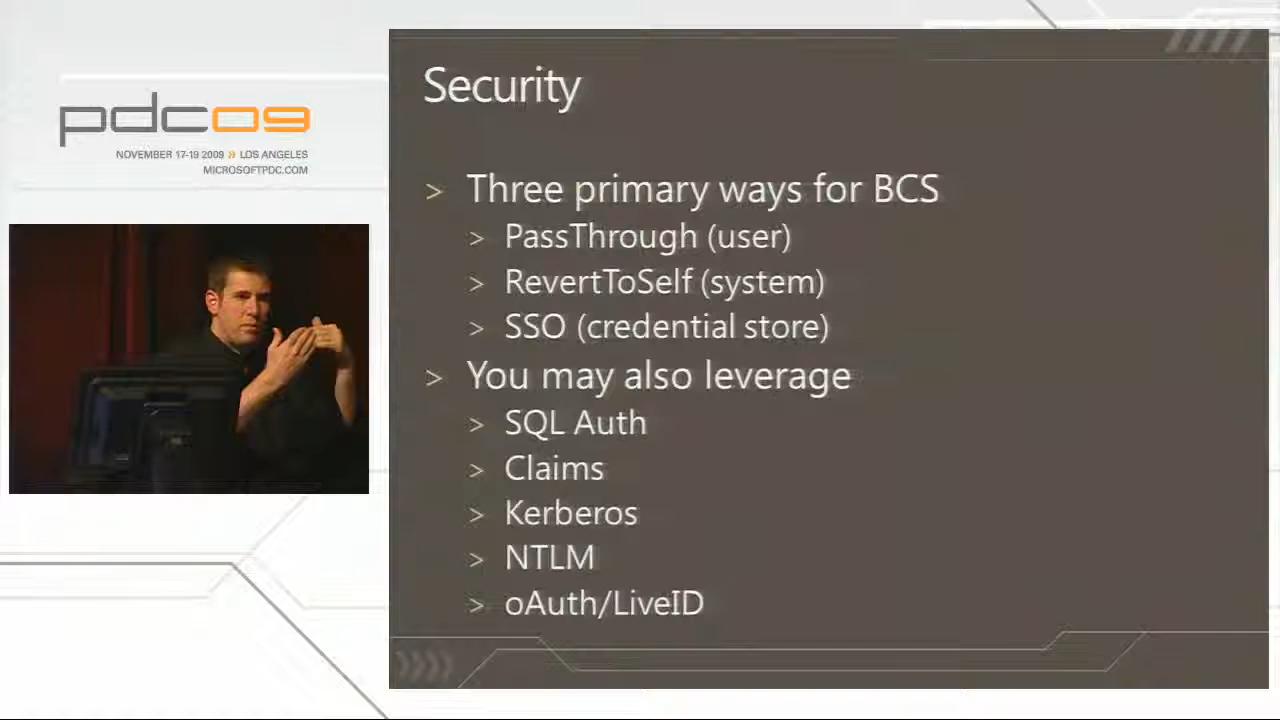 pdc09
NOVEMBER 17-19 2009 » LOS ANGELES
MICROSOFTPDC.COM
Security
> Three primary ways for BCS
> PassThrough (user)
> RevertToSelf (system)
> SSO (credential store)
> You may also leverage
> SQL Auth
> Claims
> Kerberos
> NTLM
> oAuth/LiveID